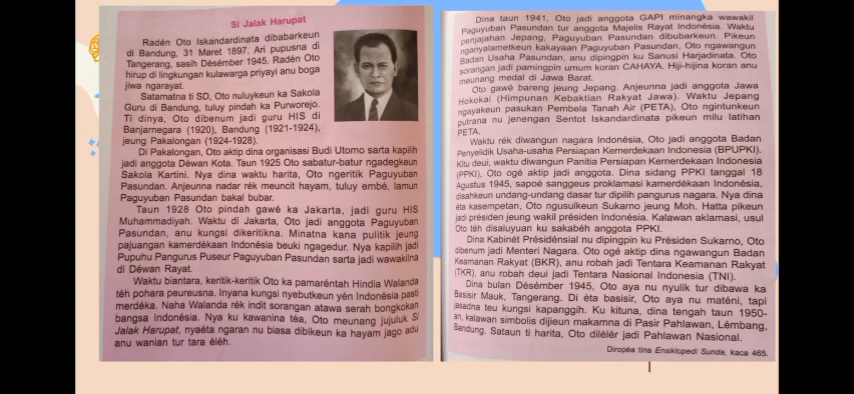 Si Jalak Harupat
Radén Oto Iskandardinata dibabarkeun
di Bandung, 31 Maret 1897. Ari pupusna di
Tangerang, sasih Désémber 1945. Radén Oto
hirup di lingkungan kulawarga priyayi anu boga
jiwa ngarayat.
Satamatna ti SD, Oto nuluykeun ka Sakola
Guru di Bandung, tuluy pindah ka Purworejo.
Ti dinya, Oto dibenum jadi guru HIS di
Banjarnegara (1920), Bandung (1921-1924),
jeung Pakalongan (1924-1928).
Di Pakalongan, Oto aktip dina organisasi Budi Utomo sarta kapilih
jadi anggota Déwan Kota. Taun 1925 Oto sabatur-batur ngadegkeun
Sakola Kartini. Nya dina waktu harita, Oto ngeritik Paguyuban
Pasundan. Anjeunna nadar rék meuncit hayam, tuluy embé, lamun
Paguyuban Pasundan bakal bubar.
Taun 1928 Oto pindah gawé ka Jakarta, jadi guru HIS
Muhammadiyah. Waktu di Jakarta, Oto jadi anggota Paguyuban
Pasundan, anu kungsi dikeritikna. Minatna kana pulitik jeung
pajuangan kamerdékaan Indonésia beuki ngagedur. Nya kapilih jadi
Pupuhu Pangurus Puseur Paguyuban Pasundan sarta jadi wawakilna
di Déwan Rayat.
Waktu biantara, keritik-keritik Oto ka pamaréntah Hindia Walanda
téh pohara peureusna. Inyana kungsi nyebutkeun yén Indonésia pasti
merdéka. Naha Walanda rék indit sorangan atawa serah bongkokan
bangsa Indonésia. Nya ku kawanina téa, Oto meunang jujuluk Si
Jalak Harupat, nyaéta ngaran nu biasa dibikeun ka hayam jago adu
anu wanian tur tara éléh.
Dina taun 1941, Oto jadi anggota GAPI minangka wawakil
Paguyuban Pasundan tur anggota Majelis Rayat Indonésia. Waktu
penjajahan Jepang, Paguyuban Pasundan dibubarkeun. Pikeun
nganyalametkeun kakayaan Paguyuban Pasundan, Oto ngawangun
Badan Usaha Pasundan, anu dipingpin ku Sanusi Harjadinata. Oto
sorangan jadi pamingpin umum koran CAHAYA. Hiji-hijina koran anu
meunang medal di Jawa Barat.
Oto gawé bareng jeung Jepang. Anjeunna jadi anggota Jawa
Hokokai (Himpunan Kebaktian Rakyat Jawa). Waktu Jepang
ngayakeun pasukan Pembela Tanah Air (PETA), Oto ngintunkeun
putrana nu jenengan Sentot Iskandardinata pikeun milu latihan
PETA.
Waktu rék diwangun nagara Indonésia, Oto jadi anggota Badan
Penyelidik Usaha-usaha Persiapan Kemerdekaan Indonesia (BPUPKI).
Kitu deui, waktu diwangun Panitia Persiapan Kemerdekaan Indonesia
(PPKI), Oto ogé aktip jadi anggota. Dina sidang PPKI tanggal 18
Agustus 1945, sapoé sanggeus proklamasi kamerdékaan Indonésia,
disahkeun undang-undang dasar tur dipilih pangurus nagara. Nya dina
éta kasempetan, Oto ngusulkeun Sukarno jeung Moh. Hatta pikeun
jadi présiden jeung wakil présiden Indonésia. Kalawan aklamasi, usul
Oto téh disaluyuan ku sakabéh anggota PPKI.
Dina Kabinét Présidénsial nu dipingpin ku Présiden Sukarno, Oto
dibenum jadi Menteri Nagara. Oto ogé aktip dina ngawangun Badan
Keamanan Rakyat (BKR), anu robah jadi Tentara Keamanan Rakyat
(TKR), anu robah deui jadi Tentara Nasional Indonesia (TNI).
Dina bulan Désémber 1945, Oto aya nu nyulik tur dibawa ka
Basisir Mauk, Tangerang. Di éta basisir, Oto aya nu maténi, tapi
jasadna teu kungsi kapanggih. Ku kituna, dina tengah taun 1950-
an, kalawan simbolis dijieun makamna di Pasir Pahlawan, Lémbang,
Bandung. Sataun ti harita, Oto dilélér jadi Pahlawan Nasional.
Diropéa tina Ensiklopedi Sunda, kaca 465.